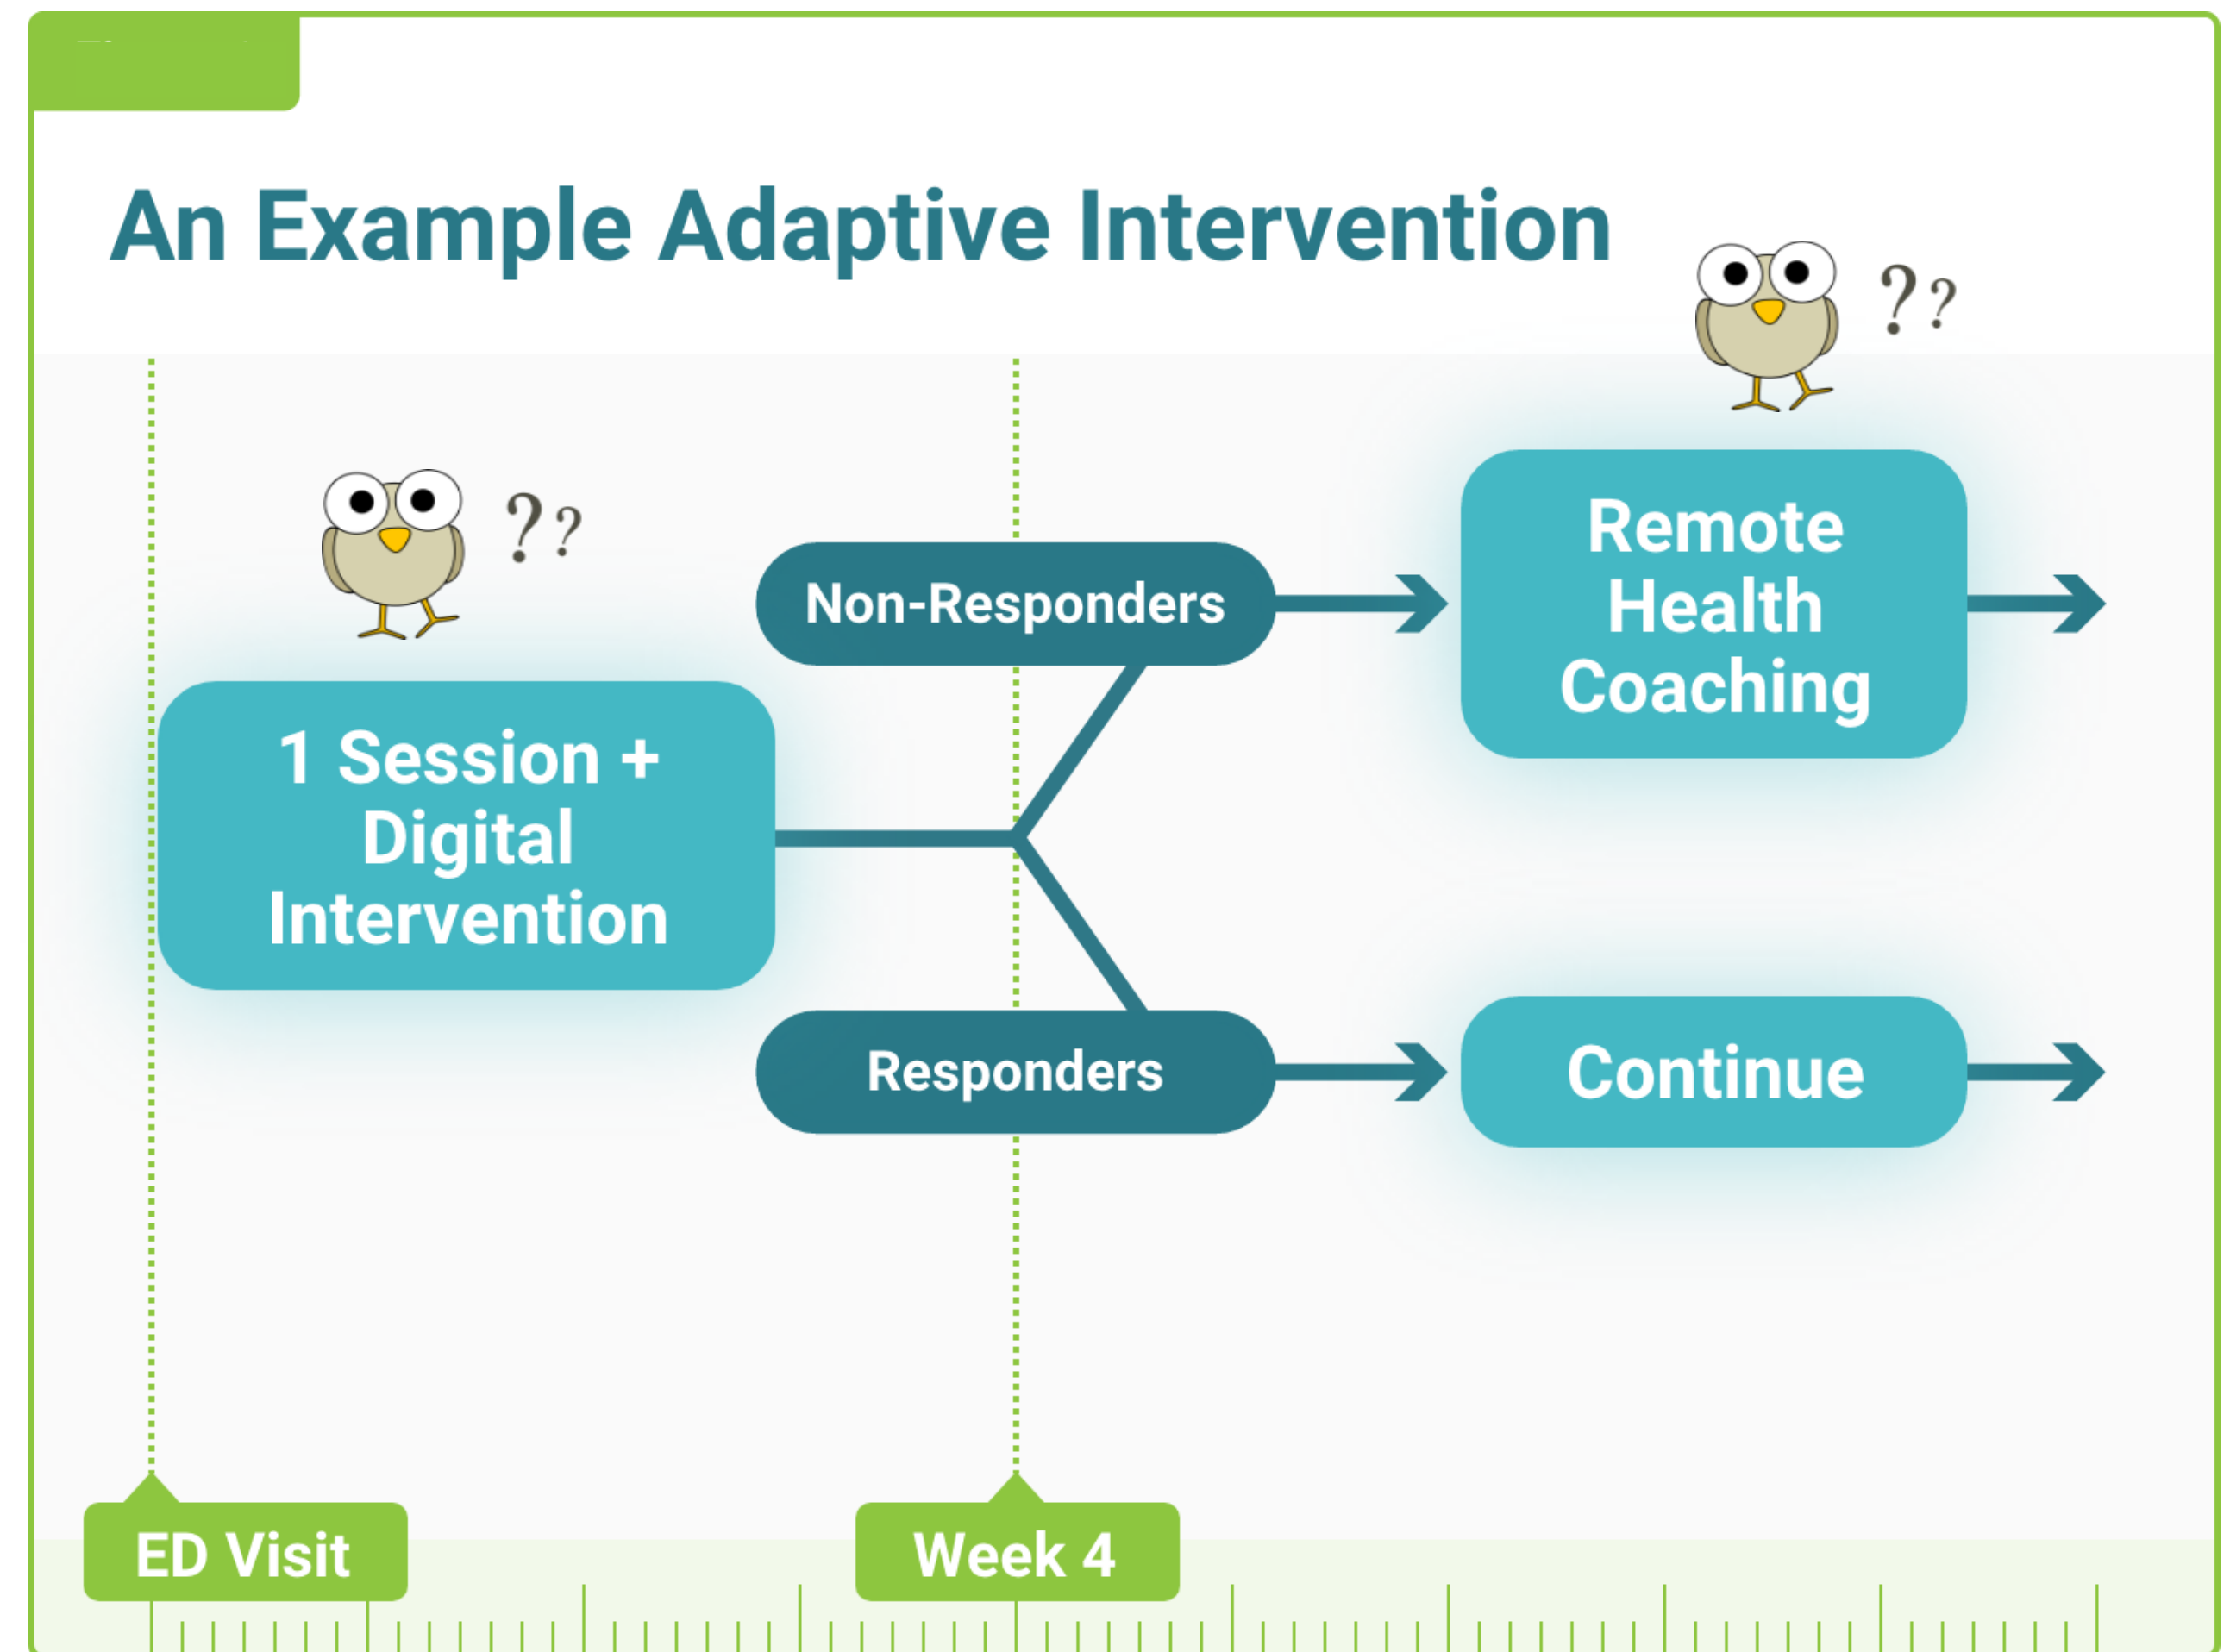 An Example Adaptive Intervention
??
??
Non-Responders
Remote
Health
Coaching
1 Session +
Digital
Intervention
Responders
Continue
ED Visit
Week 4